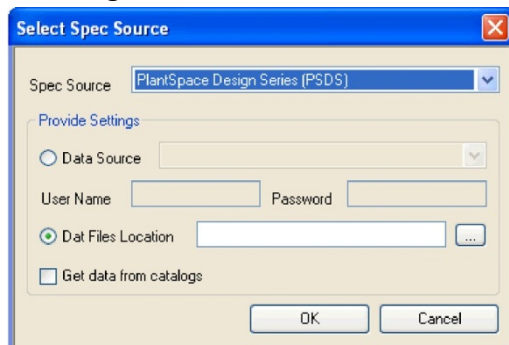 Select Spec Source
Spec Source PlantSpace Design Series (PSDS)
Provide Settings
Data Source
User Name Password
Dat Files Location ...
Get data from catalogs
OK Cancel